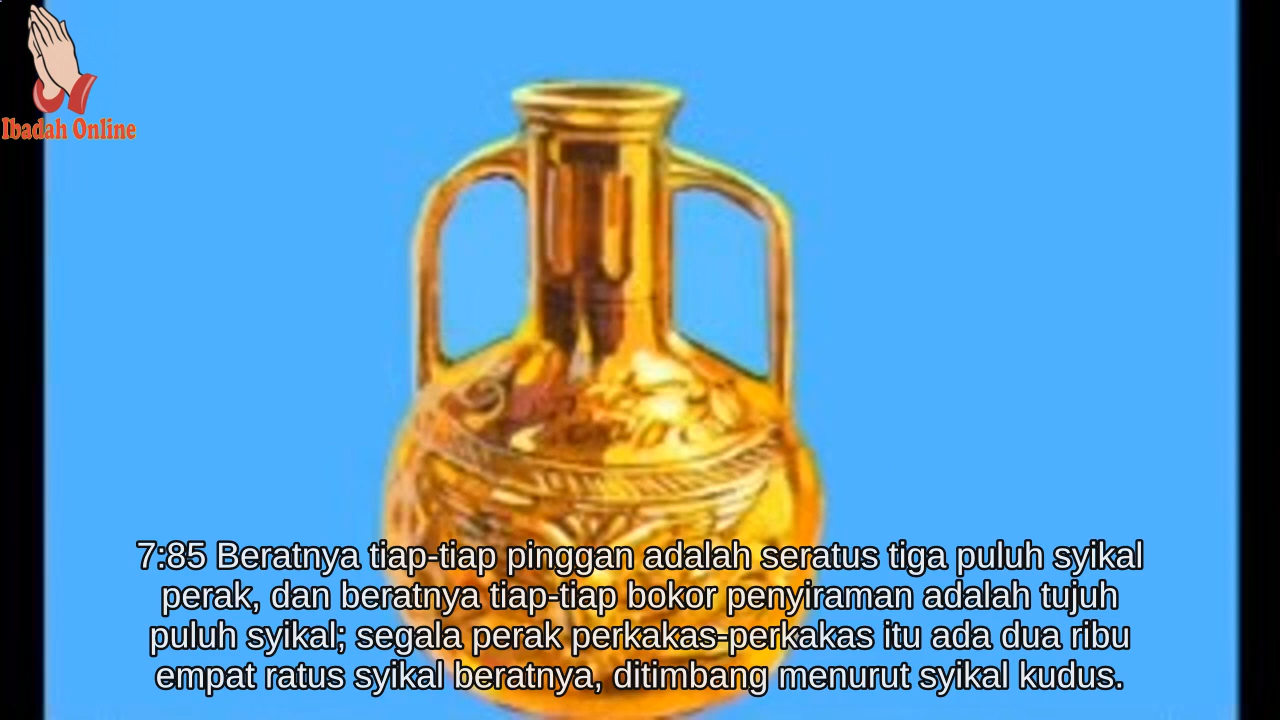 Ibadah Online
7:85 Beratnya tiap-tiap pinggan adalah seratus tiga puluh syikal
perak, dan beratnya tiap-tiap bokor penyiraman adalah tujuh
puluh syikal; segala perak perkakas-perkakas itu ada dua ribu
empat ratus syikal beratnya, ditimbang menurut syikal kudus.